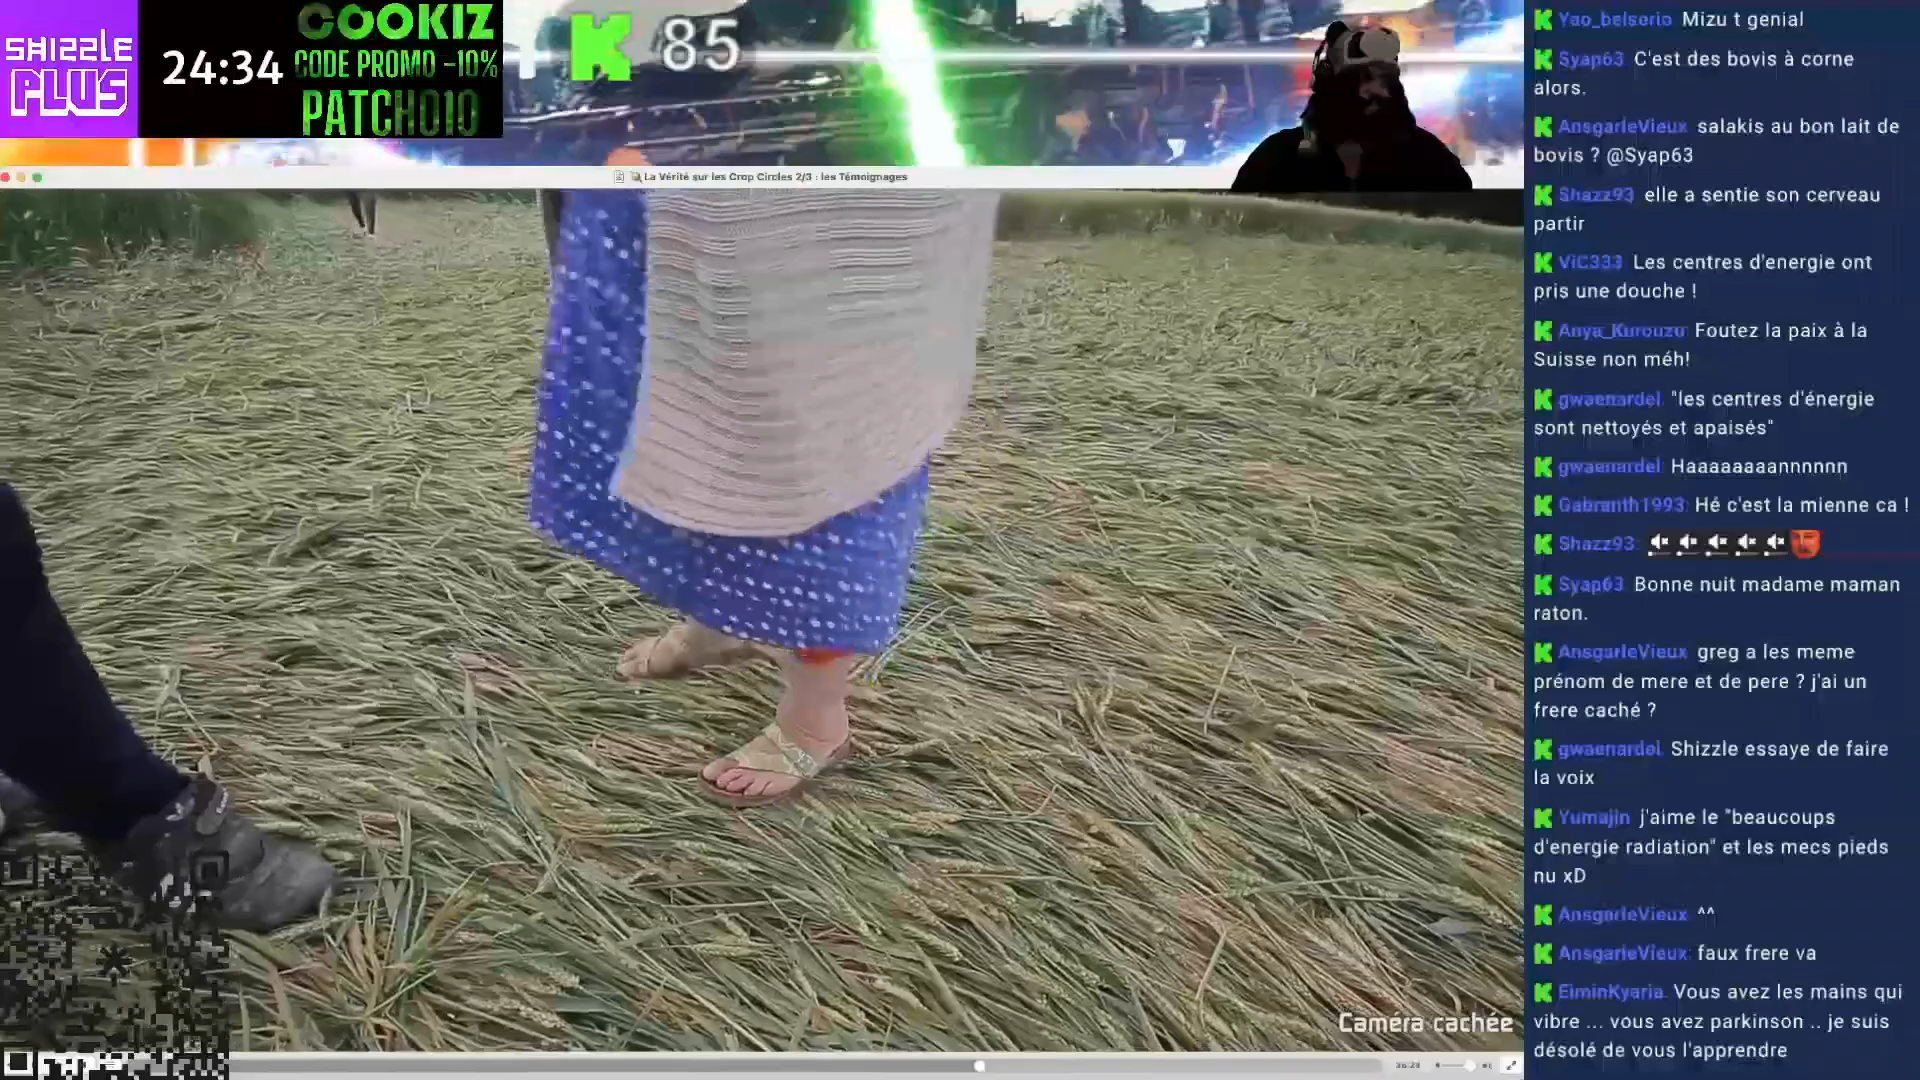 SHIZZLE
PLUS
24:34
COOKIZ
CODE PROMO -10%
PATCHO10
85
La Vérité sur les Crop Circles 2/3 : les Témoignages
Caméra cachée
Yao_belserio Mizu t genial
Syap63 C'est des bovis à corne
alors.
AnsgarleVieux salakis au bon lait de
bovis ? @Syap63
Shazz93 elle a sentie son cerveau
partir
ViC333 Les centres d'energie ont
pris une douche !
Anya_Kurouzu Foutez la paix à la
Suisse non méh!
gwaenardel "les centres d'énergie
sont nettoyés et apaisés"
gwaenardel Haaaaaaaannnnnn
Gabranth1993: Hé c'est la mienne ca !
Shazz93:
Syap63 Bonne nuit madame maman
raton.
AnsgarleVieux greg a les meme
prénom de mere et de pere ? j'ai un
frere caché ?
gwaenardel Shizzle essaye de faire
la voix
Yumajin j'aime le "beaucoups
d'energie radiation" et les mecs pieds
nu xD
AnsgarleVieux ^^
AnsgarleVieux: faux frere va
EiminKyaria Vous avez les mains qui
vibre ... vous avez parkinson .. je suis
désolé de vous l'apprendre